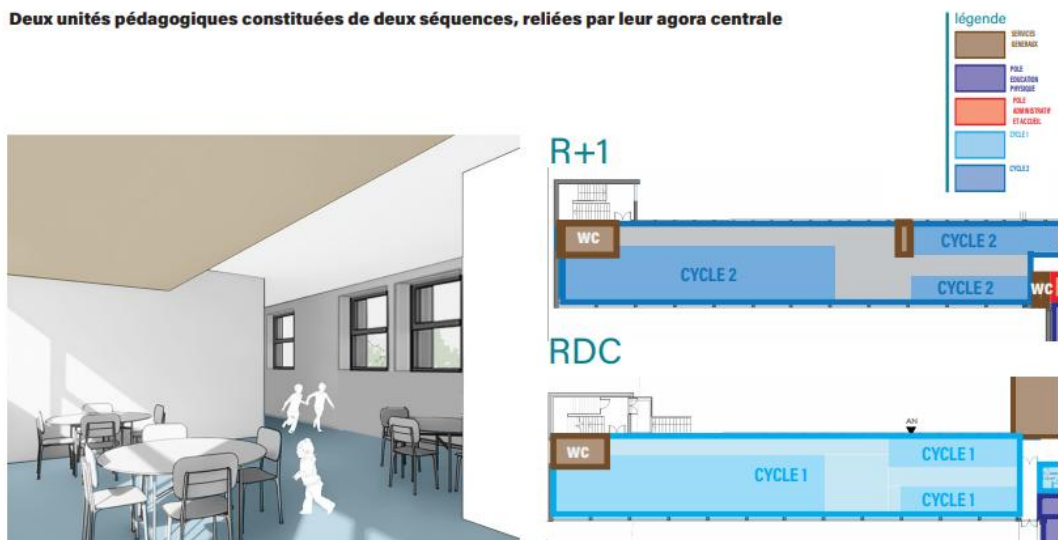 Deux unités pédagogiques constituées de deux séquences, reliées par leur agora centrale
légende
SERVICES
GENERAUX
POLE
EDUCATION
PHYSIQUE
POLE
ADMINISTRATIF
ET ACCUEIL
CYCLE 1
CYCLE 2
R+1
WC
CYCLE 2
CYCLE 2
CYCLE 2
WC
RDC
AN
WC
CYCLE 1
CYCLE 1
CYCLE 1